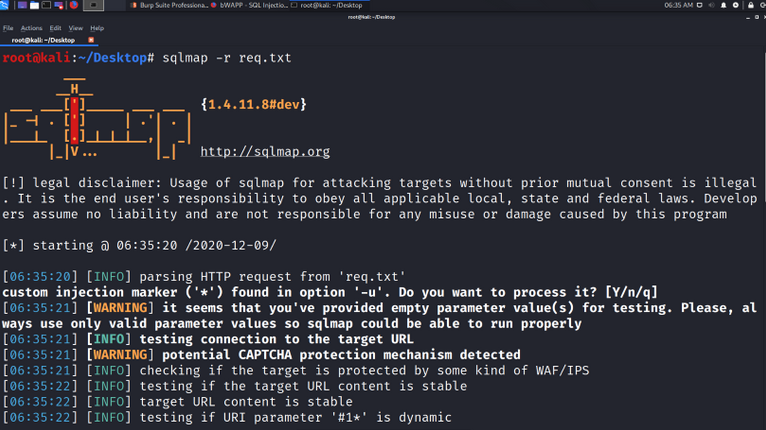 Burp Suite Professiona... bWAPP - SQL Injectio... root@kali: ~/Desktop 06:35 AM
root@kali: ~/Desktop
File Actions Edit View Help
root@kali: ~/Desktop
root@kali:~/Desktop# sqlmap -r req.txt
{1.4.11.8#dev}
http://sqlmap.org
[!] legal disclaimer: Usage of sqlmap for attacking targets without prior mutual consent is illegal
. It is the end user's responsibility to obey all applicable local, state and federal laws. Develop
ers assume no liability and are not responsible for any misuse or damage caused by this program
[*] starting @ 06:35:20 /2020-12-09/
[06:35:20] [INFO] parsing HTTP request from 'req.txt'
custom injection marker ('*') found in option '-u'. Do you want to process it? [Y/n/q]
[06:35:21] [WARNING] it seems that you've provided empty parameter value(s) for testing. Please, al
ways use only valid parameter values so sqlmap could be able to run properly
[06:35:21] [INFO] testing connection to the target URL
[06:35:21] [WARNING] potential CAPTCHA protection mechanism detected
[06:35:21] [INFO] checking if the target is protected by some kind of WAF/IPS
[06:35:22] [INFO] testing if the target URL content is stable
[06:35:22] [INFO] target URL content is stable
[06:35:22] [INFO] testing if URI parameter '#1*' is dynamic